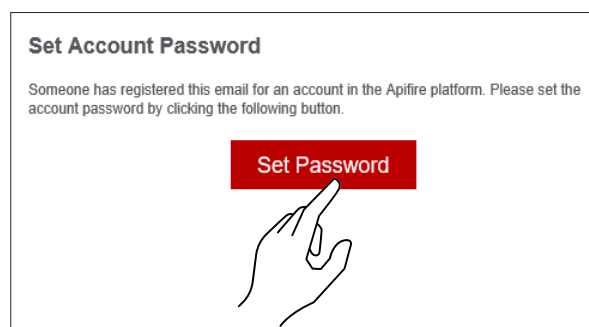 Set Account Password
Someone has registered this email for an account in the Apifire platform. Please set the
account password by clicking the following button.
Set Password